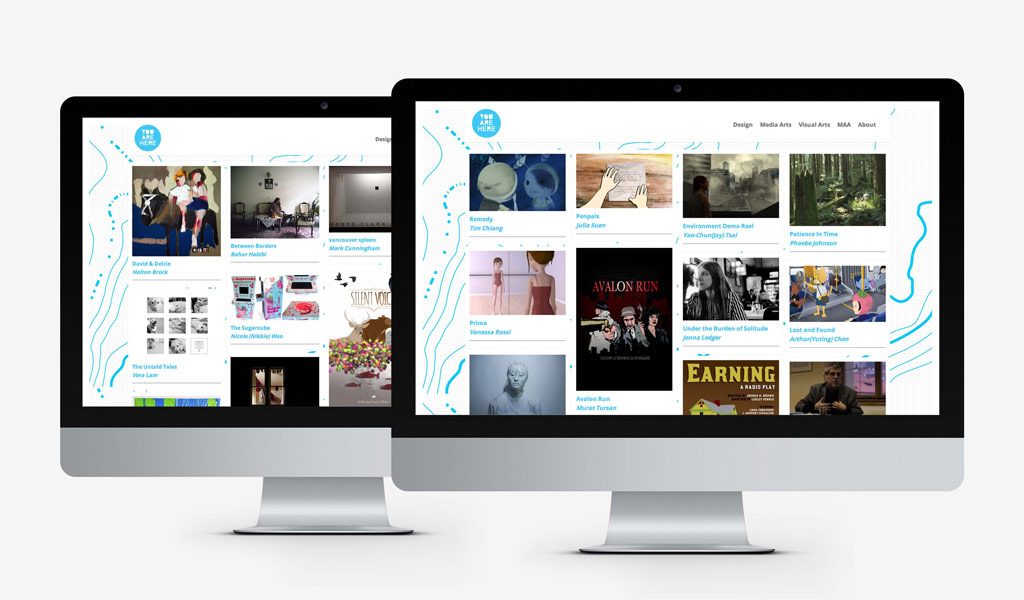 YOU
ARE
HERE
Design
David & Delcie
Holton Brock
Between Borders
Bahar Habibi
vancouver spleen
Mark Cunningham
The Untold Tales
Vera Lam
The Sugarcube
Nicole (Nikkie) Woo
SILENT VOIC
YOU
ARE
HERE
Design Media Arts Visual Arts MAA About
Remedy
Tim Chiang
Penpals
Julia Suen
Environment Demo Reel
Yao-Chun(Jay) Tsai
Patience In Time
Phoebe Johnson
Prima
Vanessa Rossi
AVALON RUN
Avalon Run
Murat Tursan
Under the Burden of Solitude
Jenna Ledger
Lost and Found
Arthur(Yuting) Chen
EARNING
A RADIO PLAY